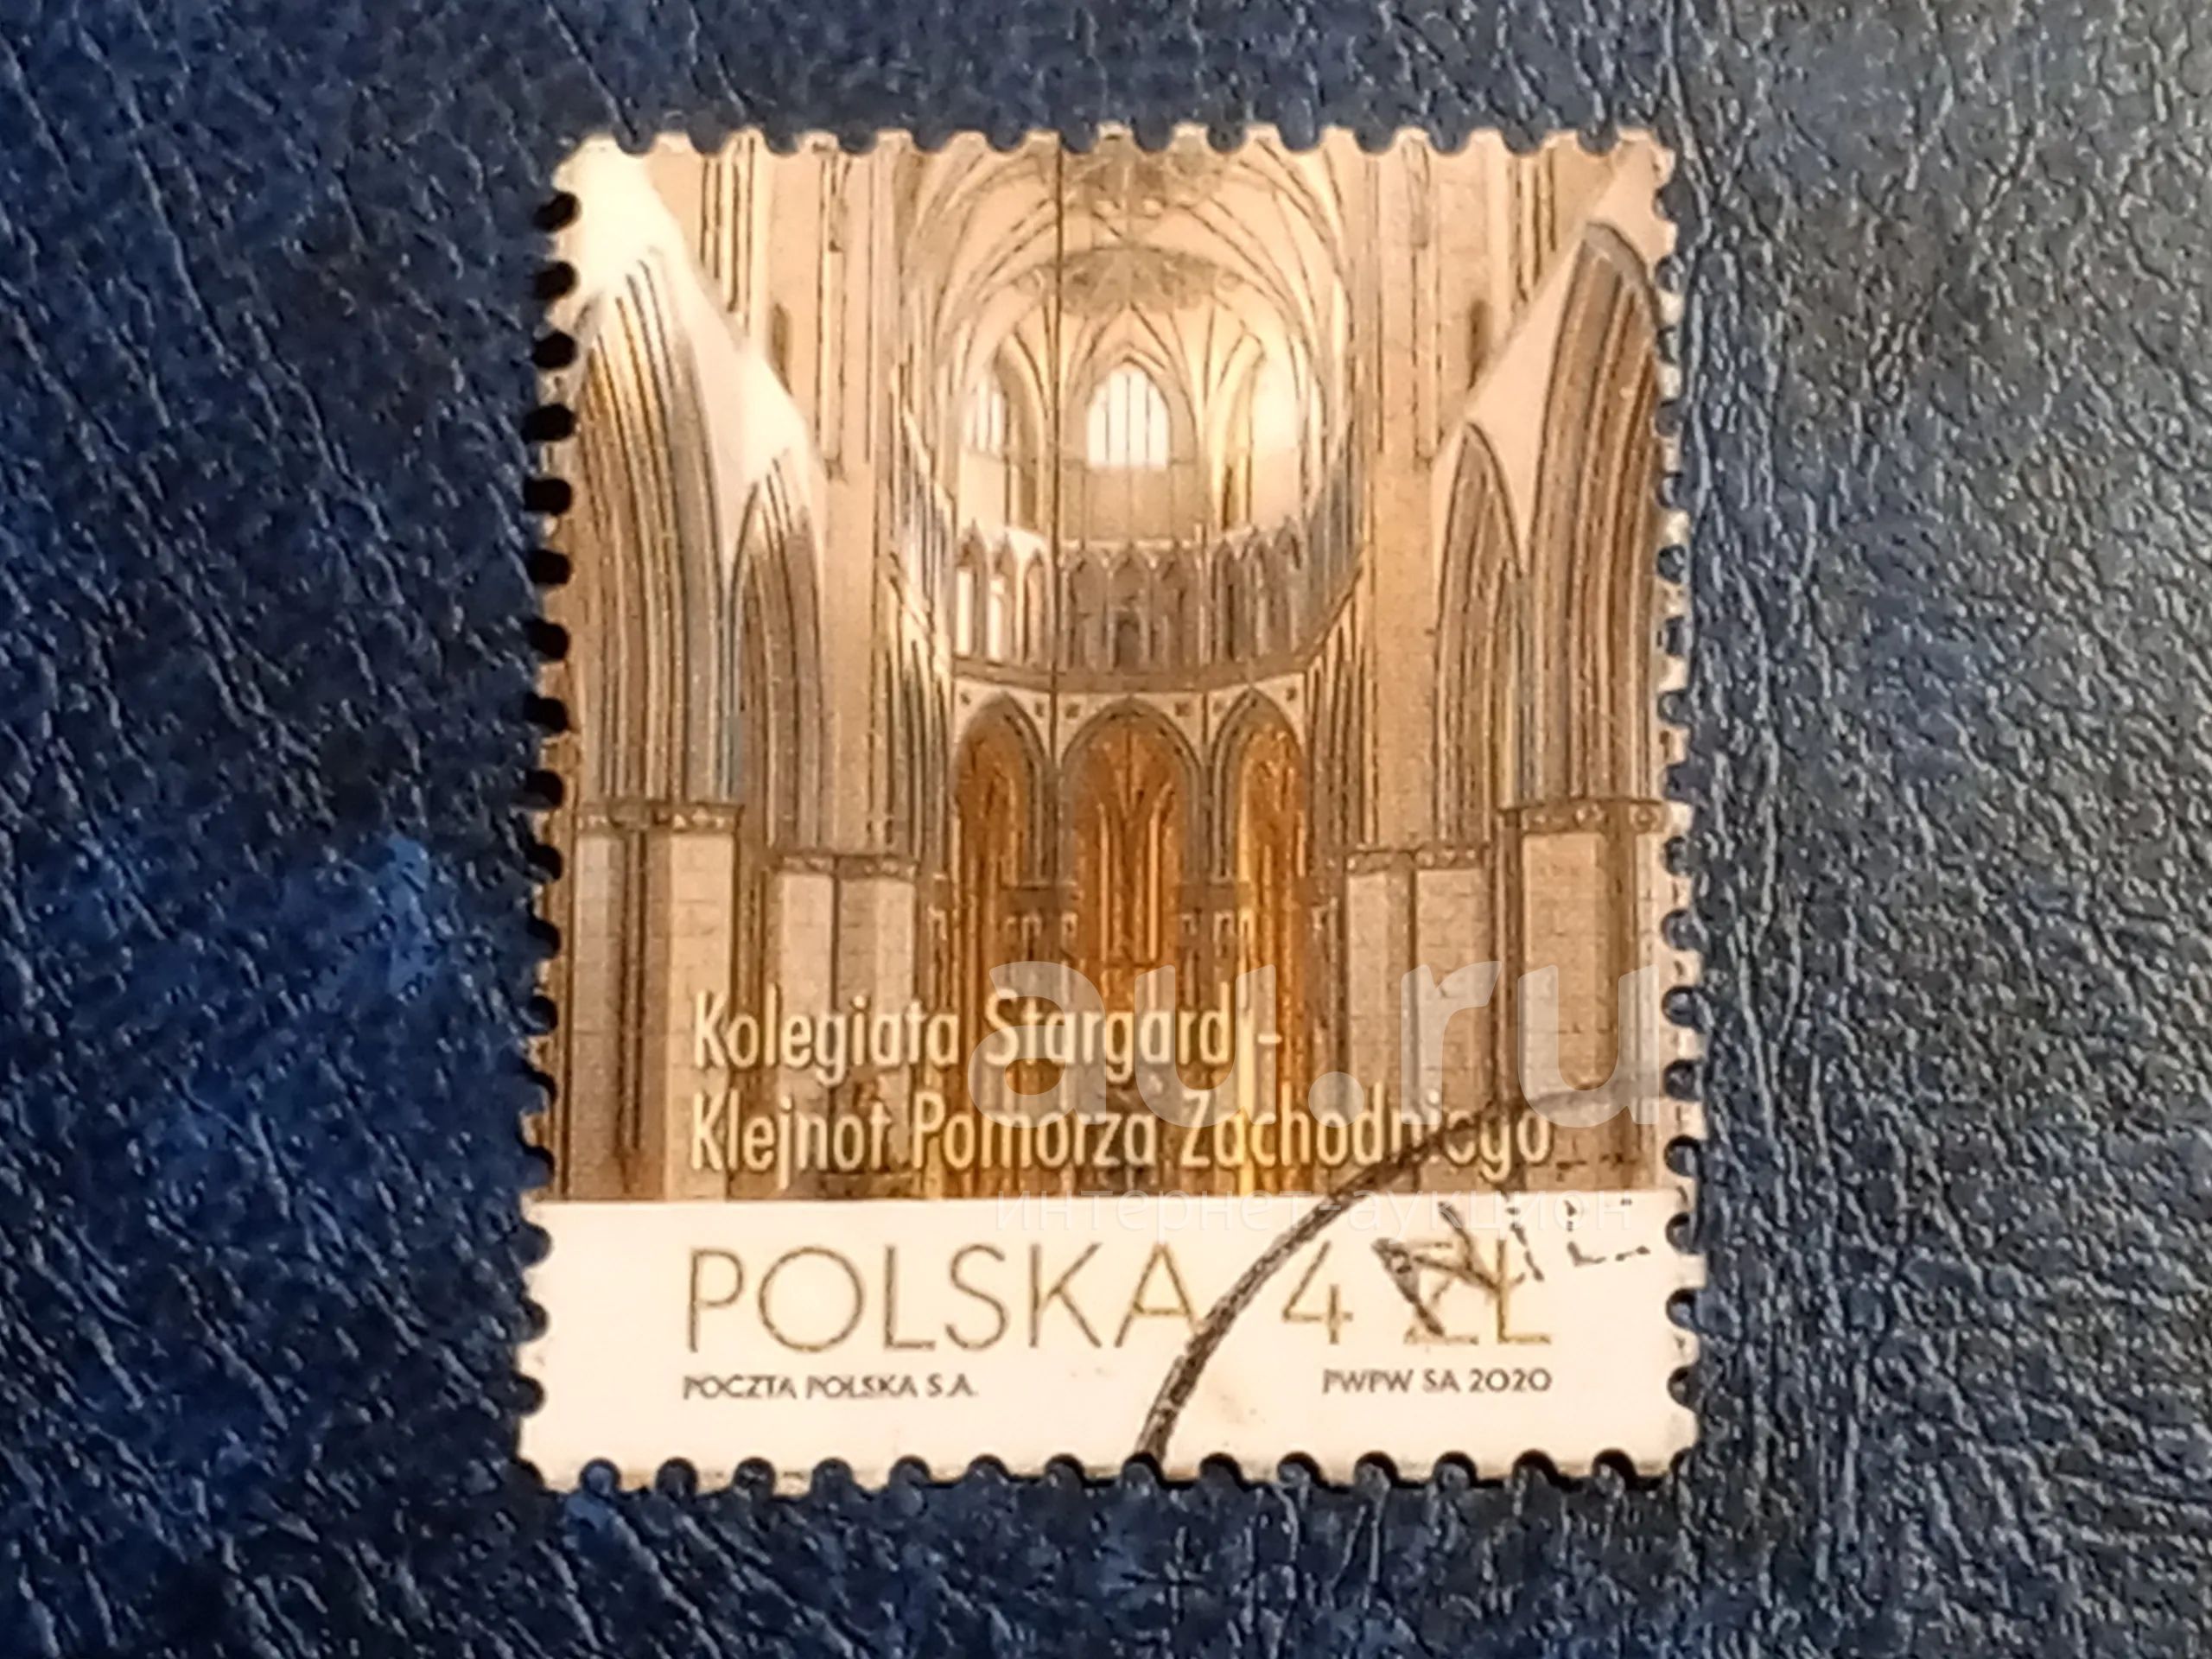 Kolegiata Stargard -
Klejnot Pomorza Zachodniego
au.ru
интернет-аукцион
POLSKA 4 ZŁ
POCZTA POLSKA S.A. PWPW SA 2020